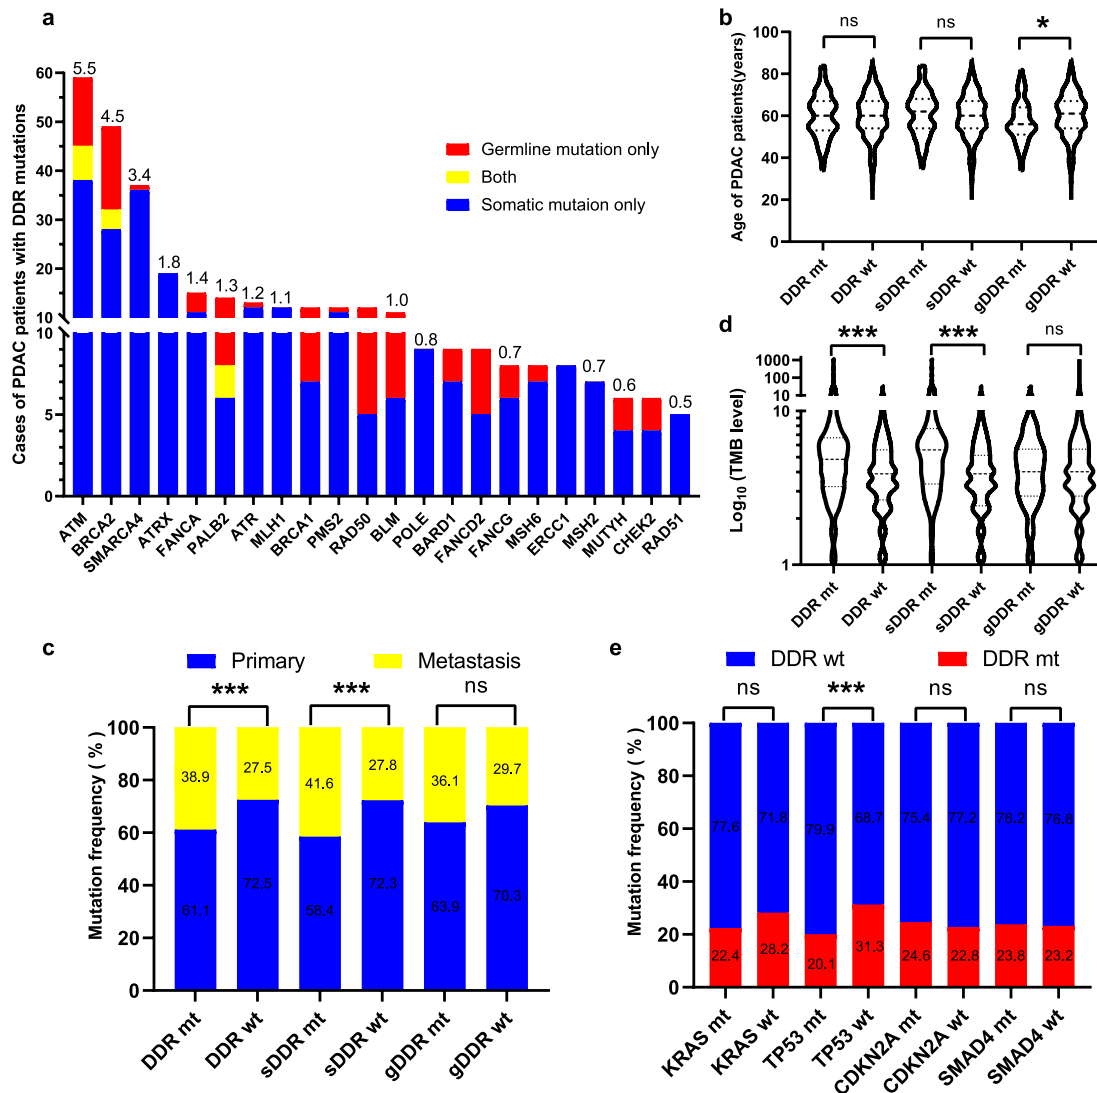 a
Cases of PDAC patients with DDR mutations
60
50
40
30
20
10
10
5
0
5.5
4.5
3.4
1.8
1.4
1.3
1.2
1.1
1.0
0.8
0.7
0.7
0.6
0.5
Germline mutation only
Both
Somatic mutaion only
ATM
BRCA2
SMARCA4
ATRX
FANCA
PALB2
ATR
MLH1
BRCA1
PMS2
RAD50
BLM
POLE
BARD1
FANCD2
FANCG
MSH6
ERCC1
MSH2
MUTYH
CHEK2
RAD51
b
Age of PDAC patients(years)
100
80
60
40
20
0
ns
ns
*
DDR mt
DDR wt
sDDR mt
sDDR wt
gDDR mt
gDDR wt
d
Log10 (TMB level)
1000
100
10
10
1
***
***
ns
DDR mt
DDR wt
sDDR mt
sDDR wt
gDDR mt
gDDR wt
c
Primary
Metastasis
***
***
ns
Mutation frequency ( % )
100
80
60
40
20
0
38.9
27.5
41.6
27.8
36.1
29.7
61.1
72.5
58.4
72.3
63.9
70.3
DDR mt
DDR wt
sDDR mt
sDDR wt
gDDR mt
gDDR wt
e
DDR wt
DDR mt
ns
***
ns
ns
Mutation frequency ( % )
100
80
60
40
20
0
77.6
71.8
79.9
68.7
75.4
77.2
76.2
76.8
22.4
28.2
20.1
31.3
24.6
22.8
23.8
23.2
KRAS mt
KRAS wt
TP53 mt
TP53 wt
CDKN2A mt
CDKN2A wt
SMAD4 mt
SMAD4 wt